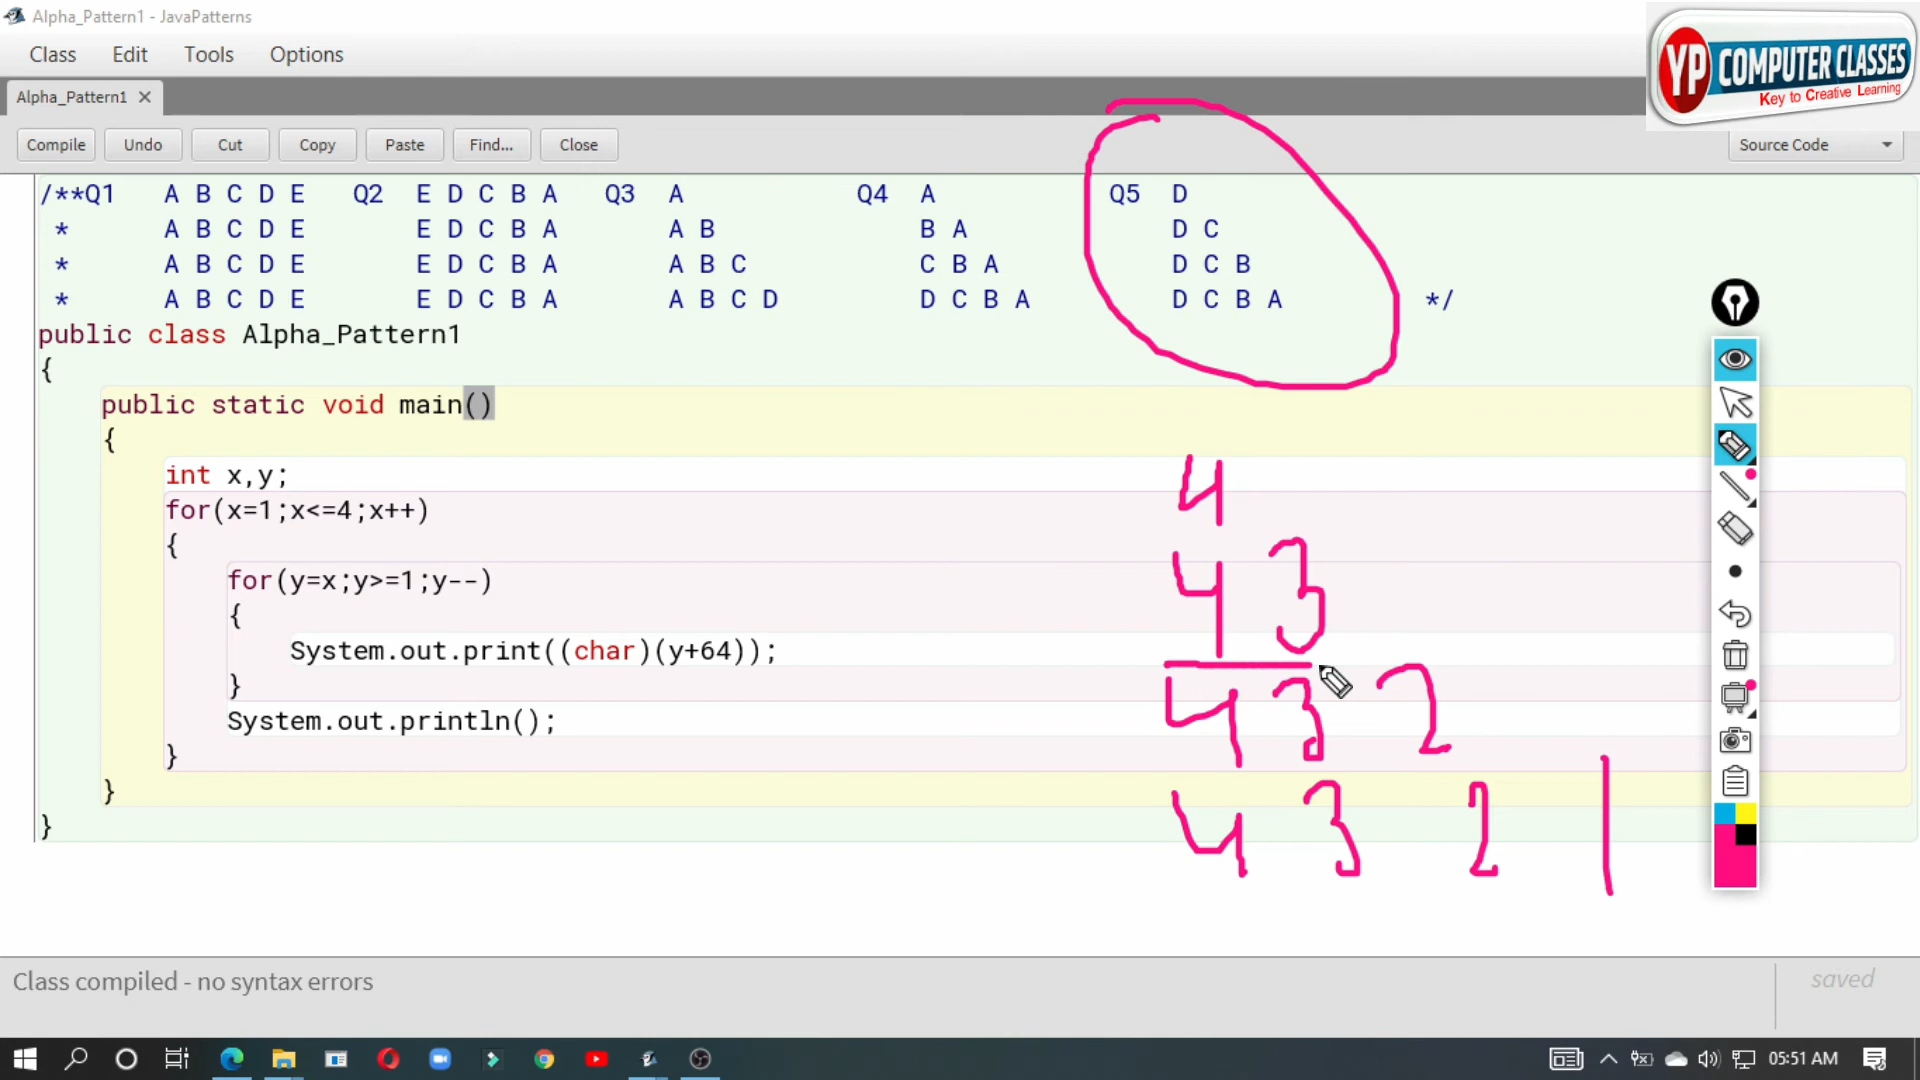 Alpha_Pattern1 - JavaPatterns
Class Edit Tools Options
YP COMPUTER CLASSES
Key to Creative Learning
Alpha_Pattern1
Compile Undo Cut Copy Paste Find... Close Source Code
/**Q1 A B C D E Q2 E D C B A Q3 A Q4 A Q5 D
* A B C D E E D C B A A B B A D C
* A B C D E E D C B A A B C C B A D C B
* A B C D E E D C B A A B C D D C B A D C B A */
public class Alpha_Pattern1
{
public static void main()
{
int x,y;
for(x=1;x<=4;x++)
{
for(y=x;y>=1;y--)
{
System.out.print((char)(y+64));
}
System.out.println();
}
}
}
4
4 3
4 3 2
4 3 2 1
Class compiled - no syntax errors
saved
05:51 AM